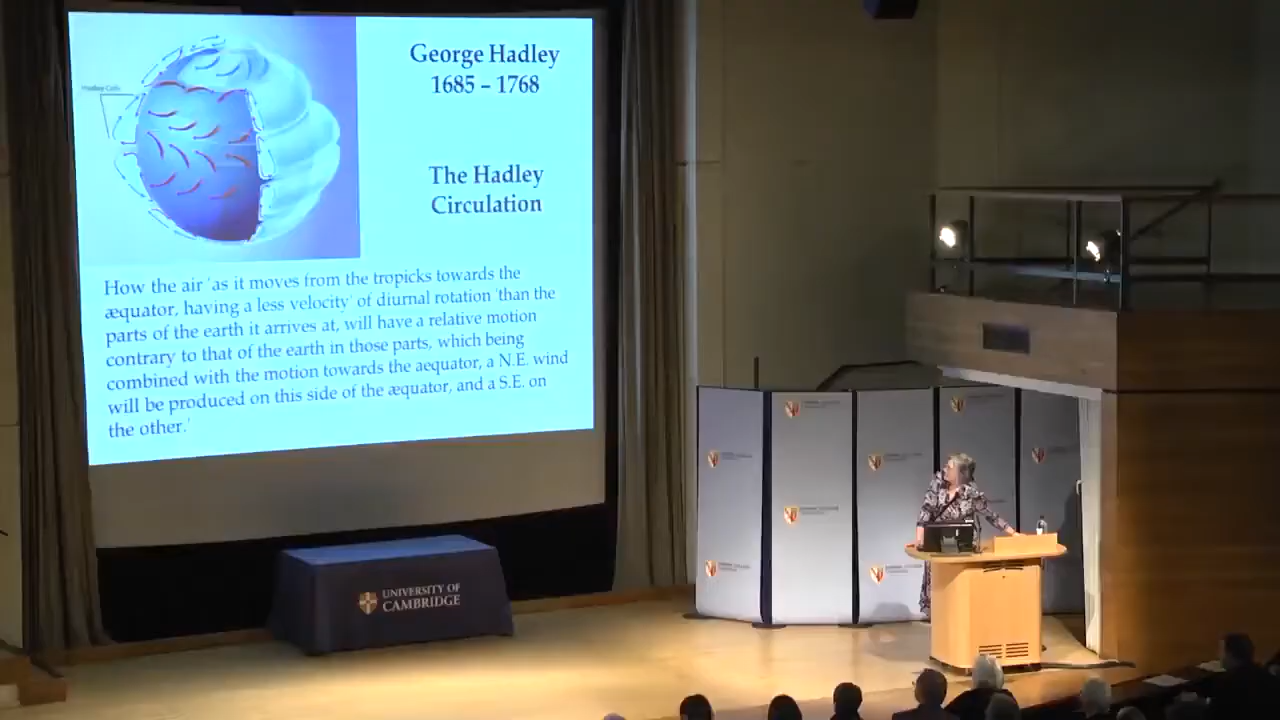 George Hadley
1685 – 1768
The Hadley
Circulation
Hadley Cells
How the air 'as it moves from the tropicks towards the
æquator, having a less velocity' of diurnal rotation 'than the
parts of the earth it arrives at, will have a relative motion
contrary to that of the earth in those parts, which being
combined with the motion towards the aequator, a N.E. wind
will be produced on this side of the æquator, and a S.E. on
the other.'
UNIVERSITY OF
CAMBRIDGE